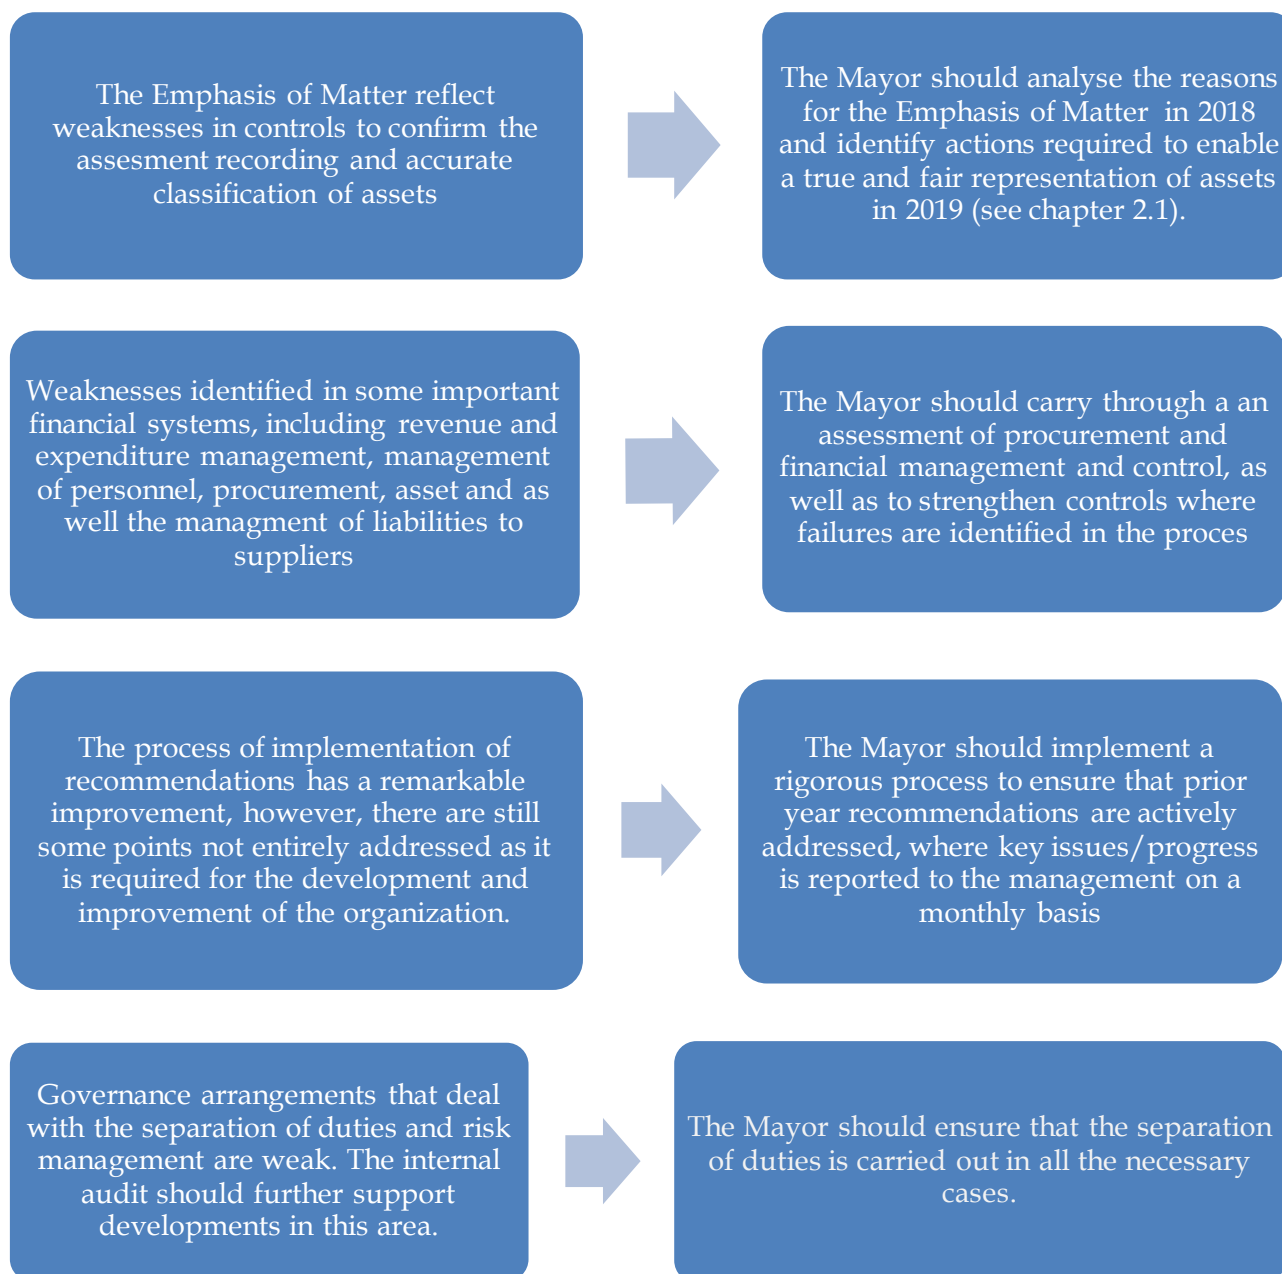 The Emphasis of Matter reflect
weaknesses in controls to confirm the
assesment recording and accurate
classification of assets
The Mayor should analyse the reasons
for the Emphasis of Matter in 2018
and identify actions required to enable
a true and fair representation of assets
in 2019 (see chapter 2.1).
Weaknesses identified in some important
financial systems, including revenue and
expenditure management, management
of personnel, procurement, asset and as
well the managment of liabilities to
suppliers
The Mayor should carry through a an
assessment of procurement and
financial management and control, as
well as to strengthen controls where
failures are identified in the proces
The process of implementation of
recommendations has a remarkable
improvement, however, there are still
some points not entirely addressed as it
is required for the development and
improvement of the organization.
The Mayor should implement a
rigorous process to ensure that prior
year recommendations are actively
addressed, where key issues/progress
is reported to the management on a
monthly basis
Governance arrangements that deal
with the separation of duties and risk
management are weak. The internal
audit should further support
developments in this area.
The Mayor should ensure that the separation
of duties is carried out in all the necessary
cases.